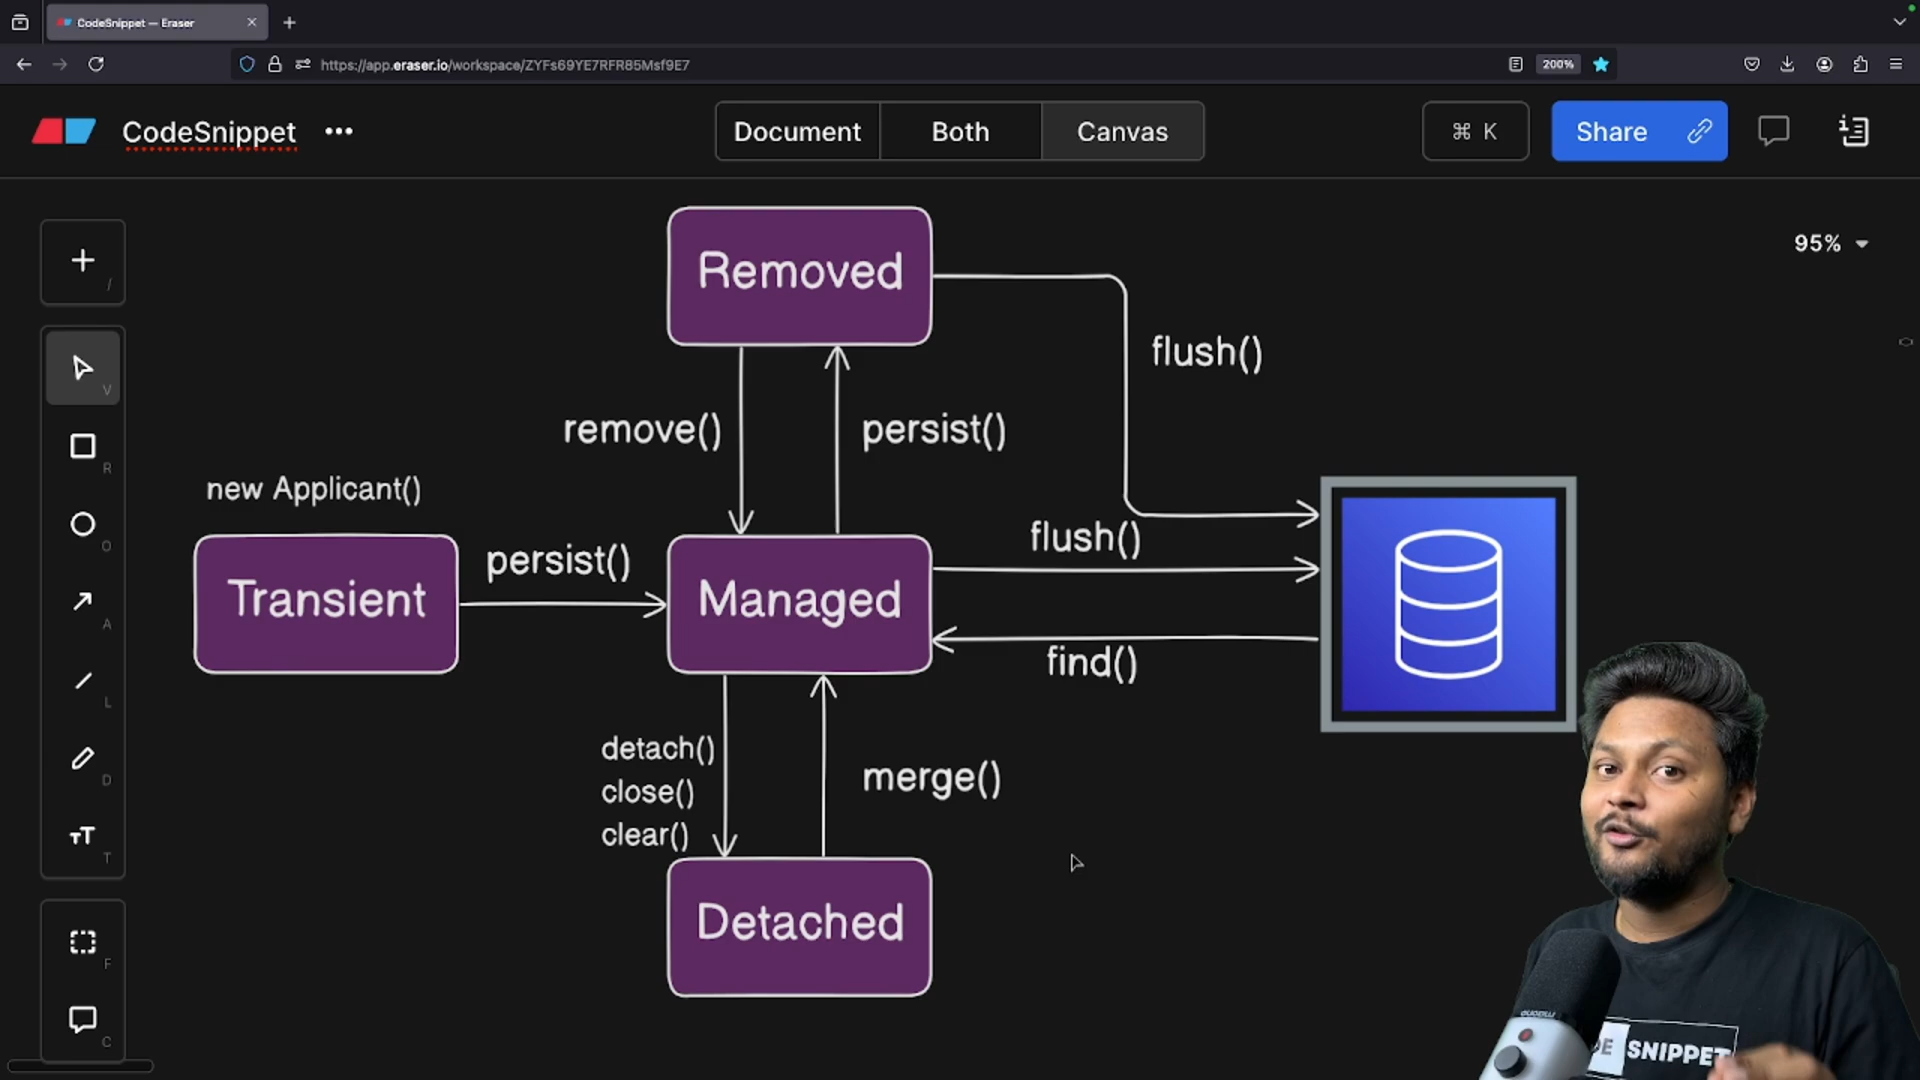 CodeSnippet — Eraser
https://app.eraser.io/workspace/ZYFs69YE7RFR85Msf9E7
200%
CodeSnippet
Document
Both
Canvas
⌘ K
Share
95%
/
V
R
O
A
L
D
T
F
C
Removed
flush()
remove()
persist()
new Applicant()
Transient
persist()
Managed
flush()
find()
detach()
close()
clear()
merge()
Detached
SNIPPET